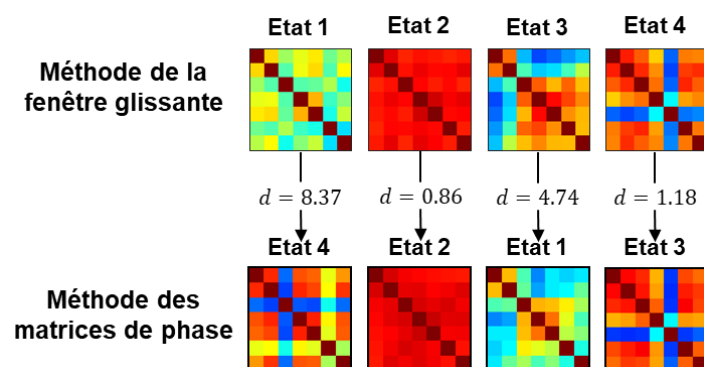 Etat 1 Etat 2 Etat 3 Etat 4
Méthode de la
fenêtre glissante
d = 8.37 d = 0.86 d = 4.74 d = 1.18
Etat 4 Etat 2 Etat 1 Etat 3
Méthode des
matrices de phase